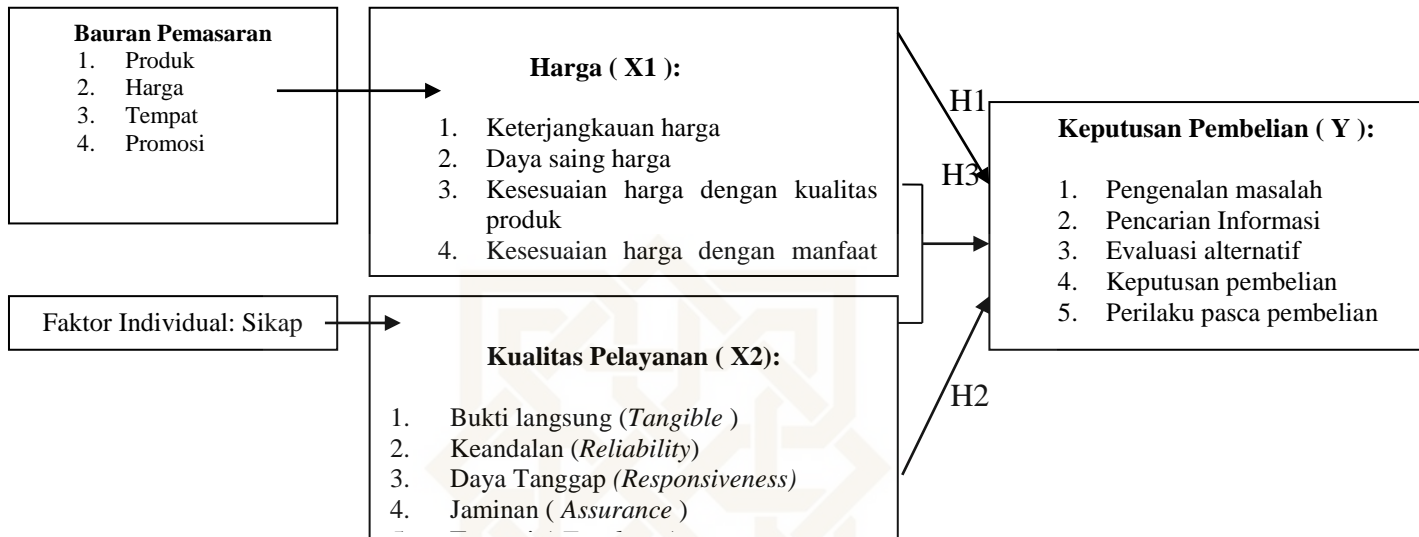 Bauran Pemasaran
1. Produk
2. Harga
3. Tempat
4. Promosi
Harga ( X1 ):
1. Keterjangkauan harga
2. Daya saing harga
3. Kesesuaian harga dengan kualitas
produk
4. Kesesuaian harga dengan manfaat
H1
H3
Keputusan Pembelian ( Y ):
1. Pengenalan masalah
2. Pencarian Informasi
3. Evaluasi alternatif
4. Keputusan pembelian
5. Perilaku pasca pembelian
Faktor Individual: Sikap
Kualitas Pelayanan ( X2):
1. Bukti langsung (Tangible )
2. Keandalan (Reliability)
3. Daya Tanggap (Responsiveness)
4. Jaminan ( Assurance )
H2